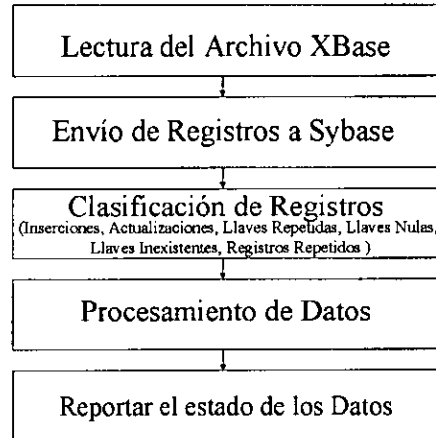 Lectura del Archivo XBase
Envío de Registros a Sybase
Clasificación de Registros
(Inserciones, Actualizaciones, Llaves Repetidas, Llaves Nulas,
Llaves Inexistentes, Registros Repetidos )
Procesamiento de Datos
Reportar el estado de los Datos